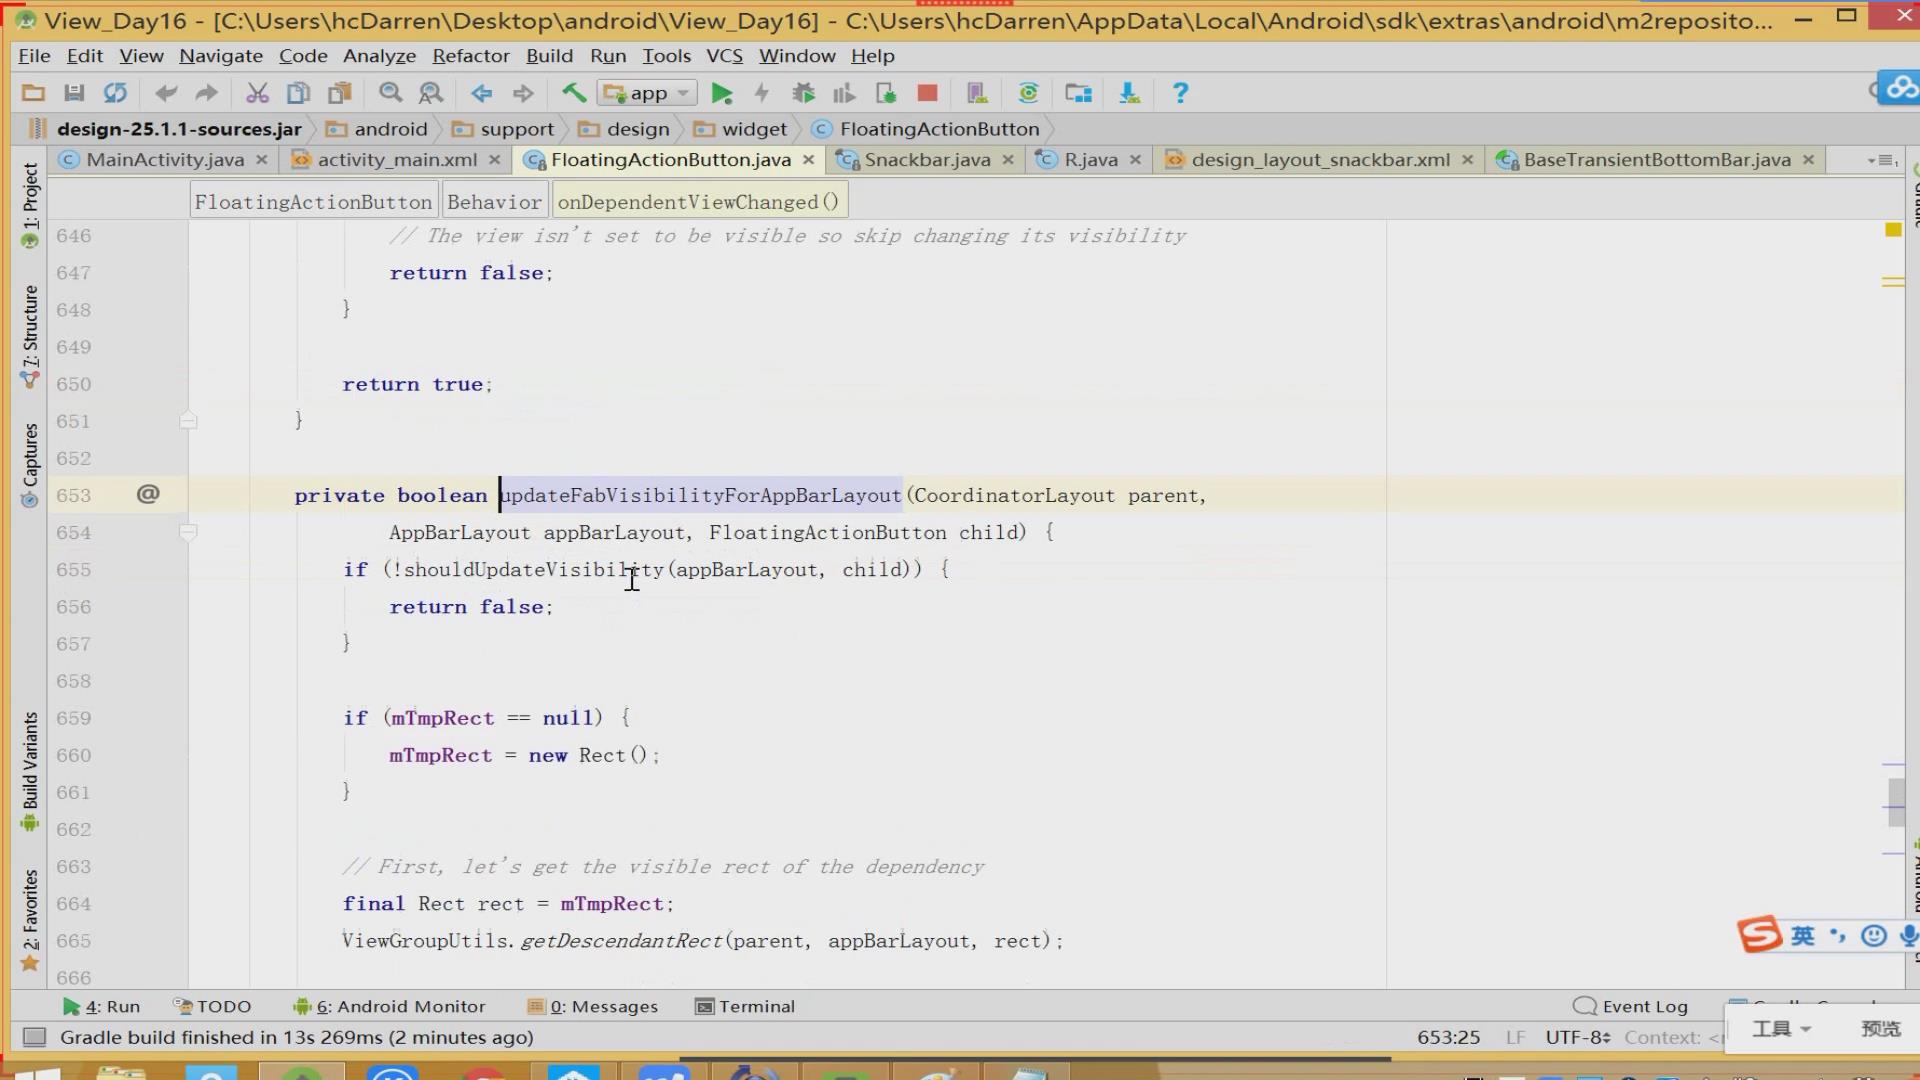 View_Day16 - [C:\Users\hcDarren\Desktop\android\View_Day16] - C:\Users\hcDarren\AppData\Local\Android\sdk\extras\android\m2reposito...
File Edit View Navigate Code Analyze Refactor Build Run Tools VCS Window Help
app
design-25.1.1-sources.jar android support design widget FloatingActionButton
MainActivity.java activity_main.xml FloatingActionButton.java Snackbar.java R.java design_layout_snackbar.xml BaseTransientBottomBar.java
FloatingActionButton Behavior onDependentViewChanged()
1: Project
7: Structure
Captures
Build Variants
2: Favorites
646 // The view isn't set to be visible so skip changing its visibility
647 return false;
648 }
649
650 return true;
651 }
652
653 @ private boolean updateFabVisibilityForAppBarLayout(CoordinatorLayout parent,
654 AppBarLayout appBarLayout, FloatingActionButton child) {
655 if (!shouldUpdateVisibility(appBarLayout, child)) {
656 return false;
657 }
658
659 if (mTmpRect == null) {
660 mTmpRect = new Rect();
661 }
662
663 // First, let's get the visible rect of the dependency
664 final Rect rect = mTmpRect;
665 ViewGroupUtils.getDescendantRect(parent, appBarLayout, rect);
666
英
4: Run TODO 6: Android Monitor 0: Messages Terminal Event Log
Gradle build finished in 13s 269ms (2 minutes ago) 653:25 LF UTF-8 Context:
工具 预览